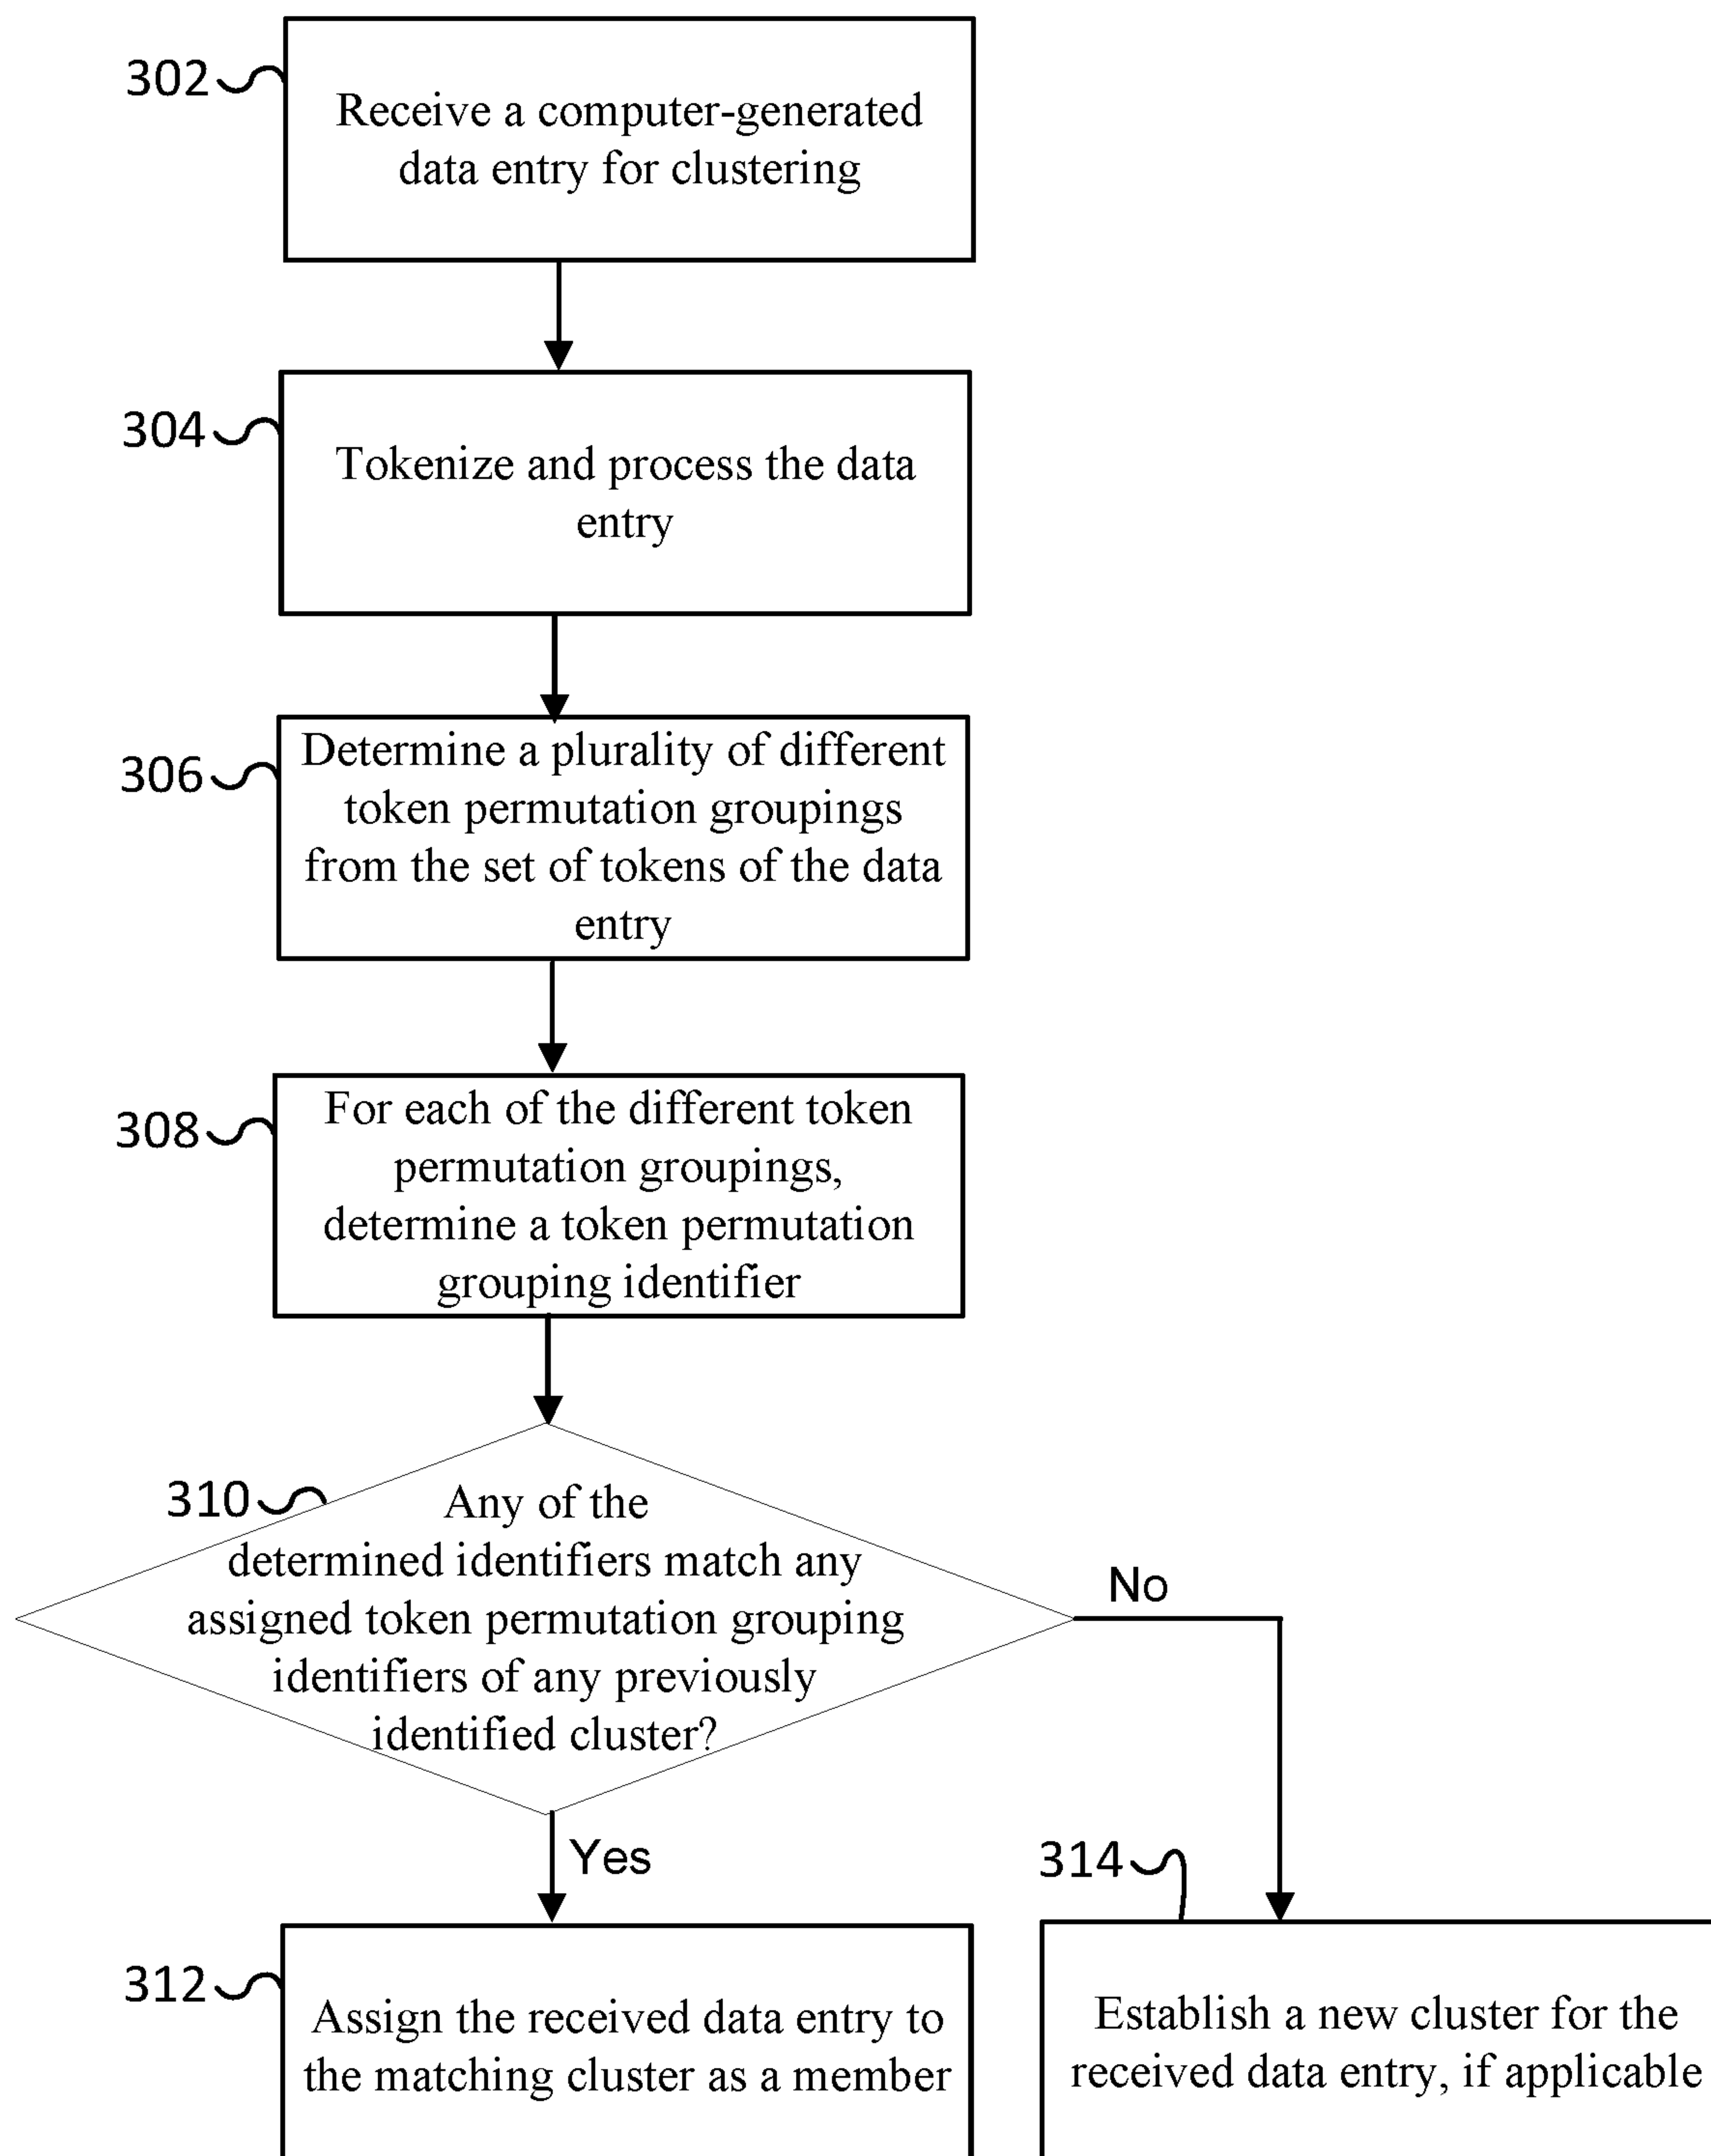 302
Receive a computer-generated
data entry for clustering
304
Tokenize and process the data
entry
306
Determine a plurality of different
token permutation groupings
from the set of tokens of the data
entry
308
For each of the different token
permutation groupings,
determine a token permutation
grouping identifier
310
Any of the
determined identifiers match any
assigned token permutation grouping
identifiers of any previously
identified cluster?
No
Yes
312
Assign the received data entry to
the matching cluster as a member
314
Establish a new cluster for the
received data entry, if applicable